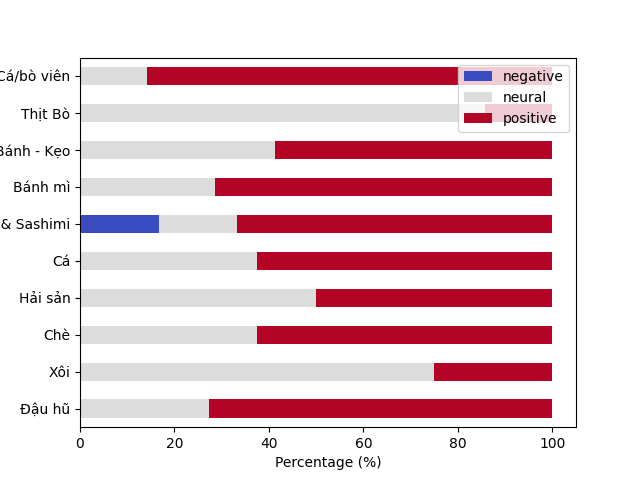 Cá/bò viên
Thịt Bò
Bánh - Kẹo
Bánh mì
& Sashimi
Cá
Hải sản
Chè
Xôi
Đậu hũ
negative
neural
positive
0 20 40 60 80 100
Percentage (%)